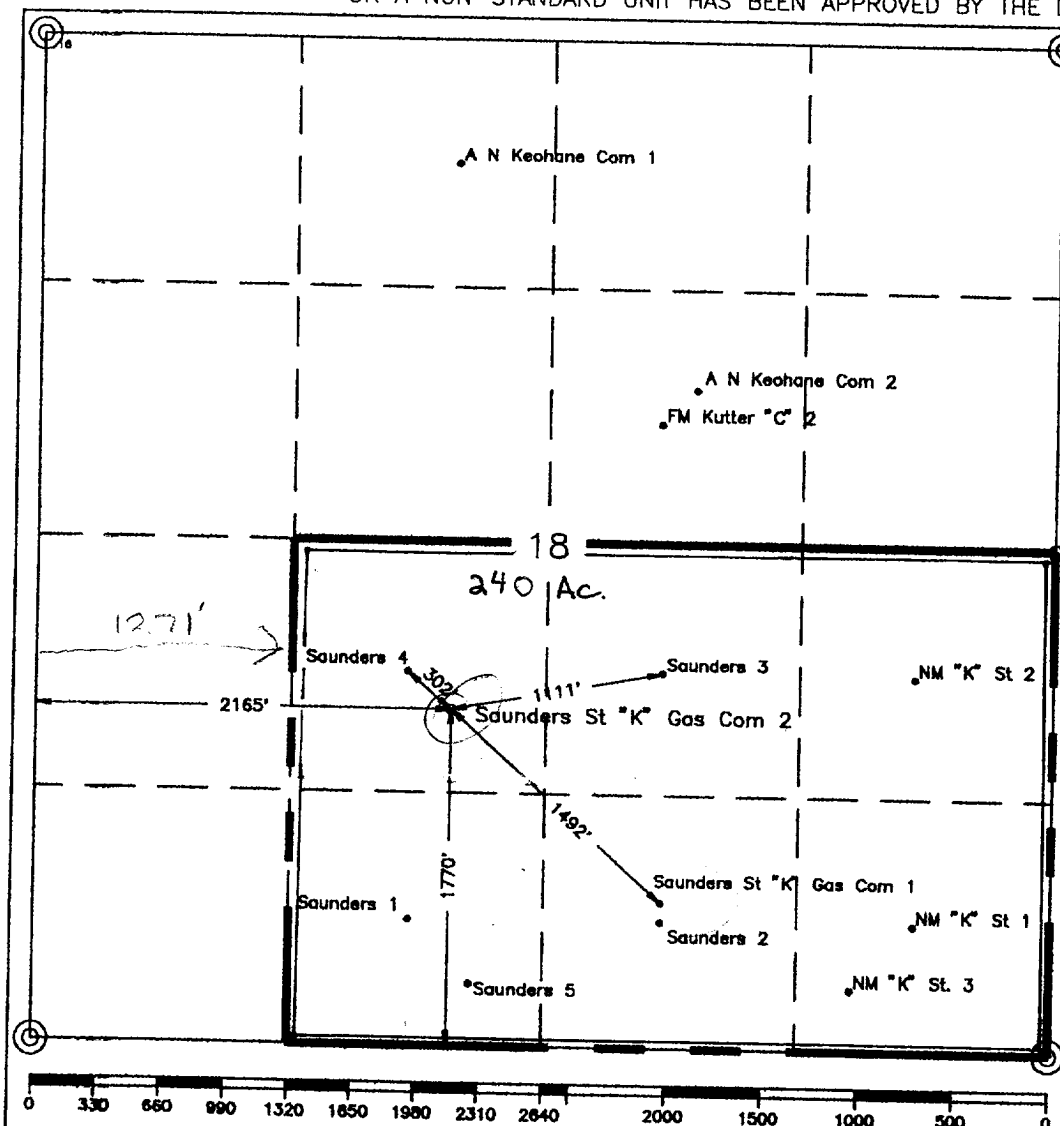 OR A NON STANDARD UNIT HAS BEEN APPROVED BY THE
A N Keohane Com 1
A N Keohane Com 2
FM Kutter "C" 2
18
240 Ac.
Saunders 4
302'
1111'
Saunders 3
NM "K" St 2
2165'
Saunders St "K" Gas Com 2
1492'
1770'
Saunders St "K" Gas Com 1
Saunders 1
Saunders 2
NM "K" St 1
Saunders 5
NM "K" St. 3
0 330 660 990 1320 1650 1980 2310 2640 2000 1500 1000 500 0